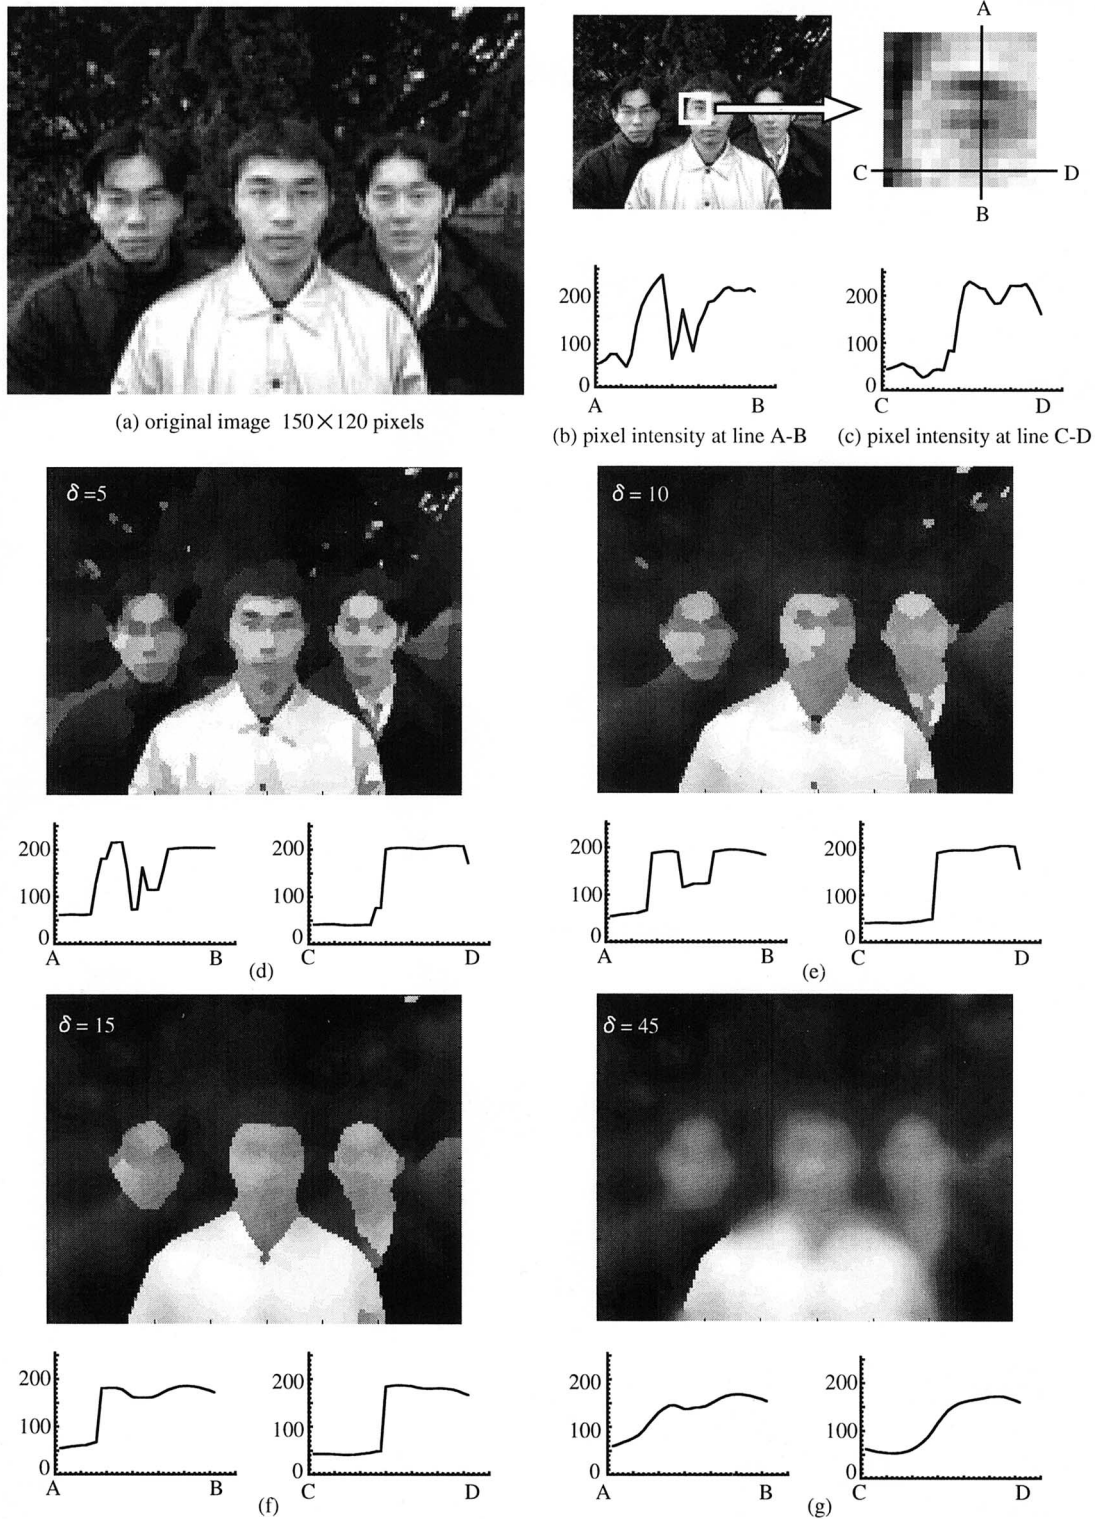 A
C
D
B
200
100
0
A
B
200
100
0
C
D
(a) original image 150×120 pixels
(b) pixel intensity at line A-B
(c) pixel intensity at line C-D
δ =5
δ = 10
200
100
0
A
B
200
100
0
C
D
(d)
200
100
0
A
B
200
100
0
C
D
(e)
δ = 15
δ = 45
200
100
0
A
B
200
100
0
C
D
(f)
200
100
0
A
B
200
100
0
C
D
(g)